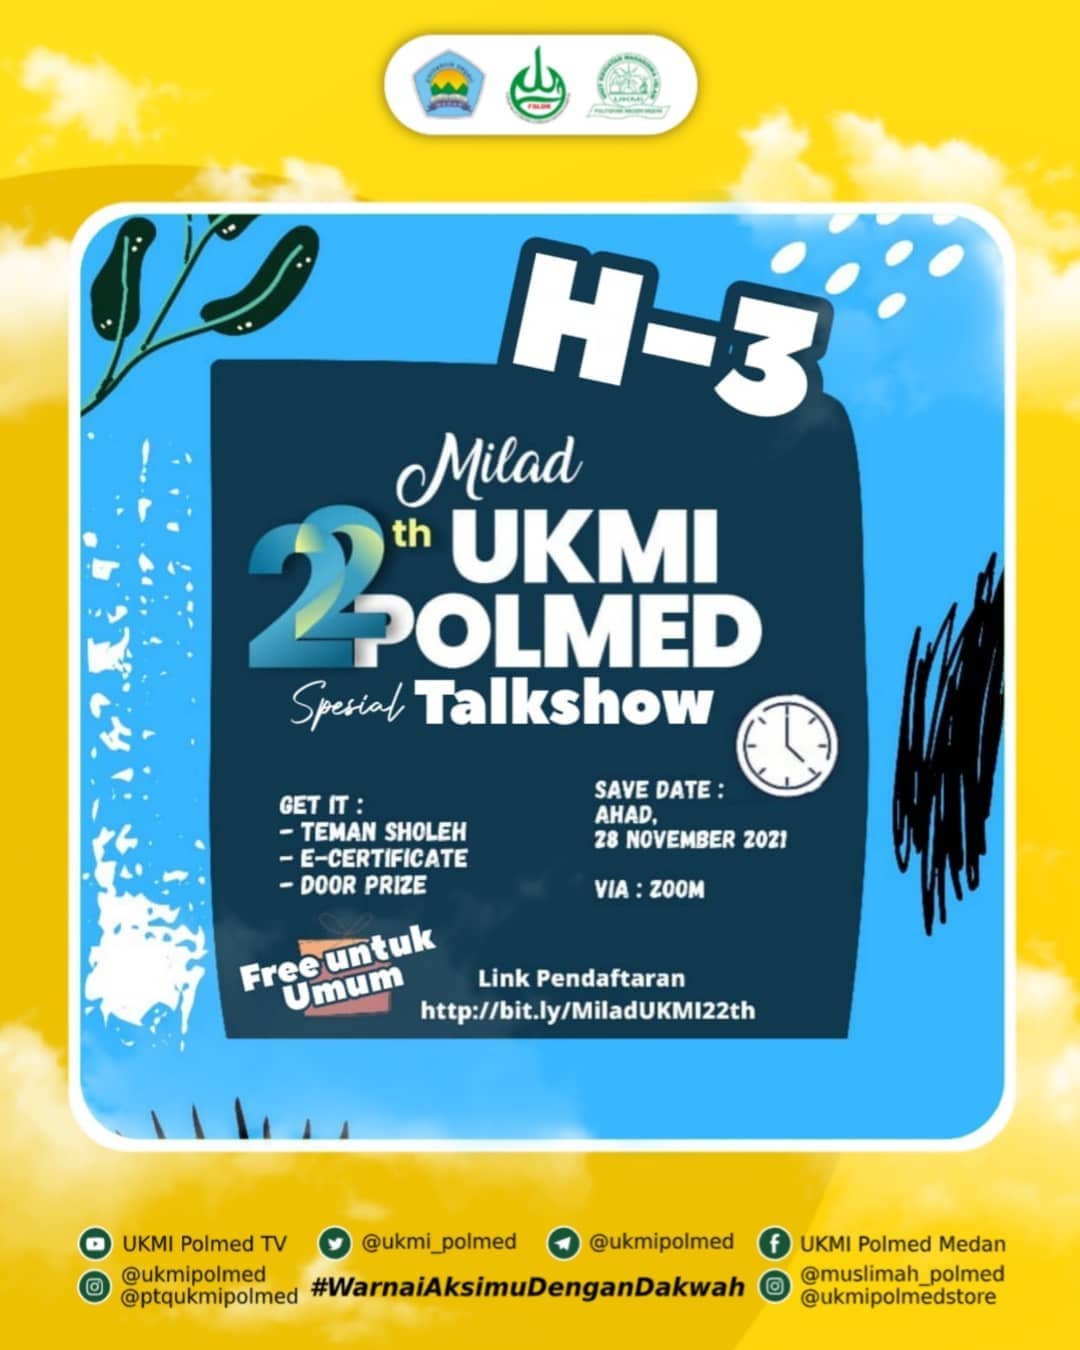 FSLDK
UKMI
H-3
Milad
22th UKMI
POLMED
Spesial Talkshow
GET IT :
- TEMAN SHOLEH
- E-CERTIFICATE
- DOOR PRIZE
SAVE DATE :
AHAD,
28 NOVEMBER 2021
VIA : ZOOM
Free untuk
Umum
Link Pendaftaran
http://bit.ly/MiladUKMI22th
UKMI Polmed TV
@ukmi_polmed
@ukmipolmed
UKMI Polmed Medan
@ukmipolmed
@ptqukmipolmed
#WarnaiAksimuDenganDakwah
@muslimah_polmed
@ukmipolmedstore